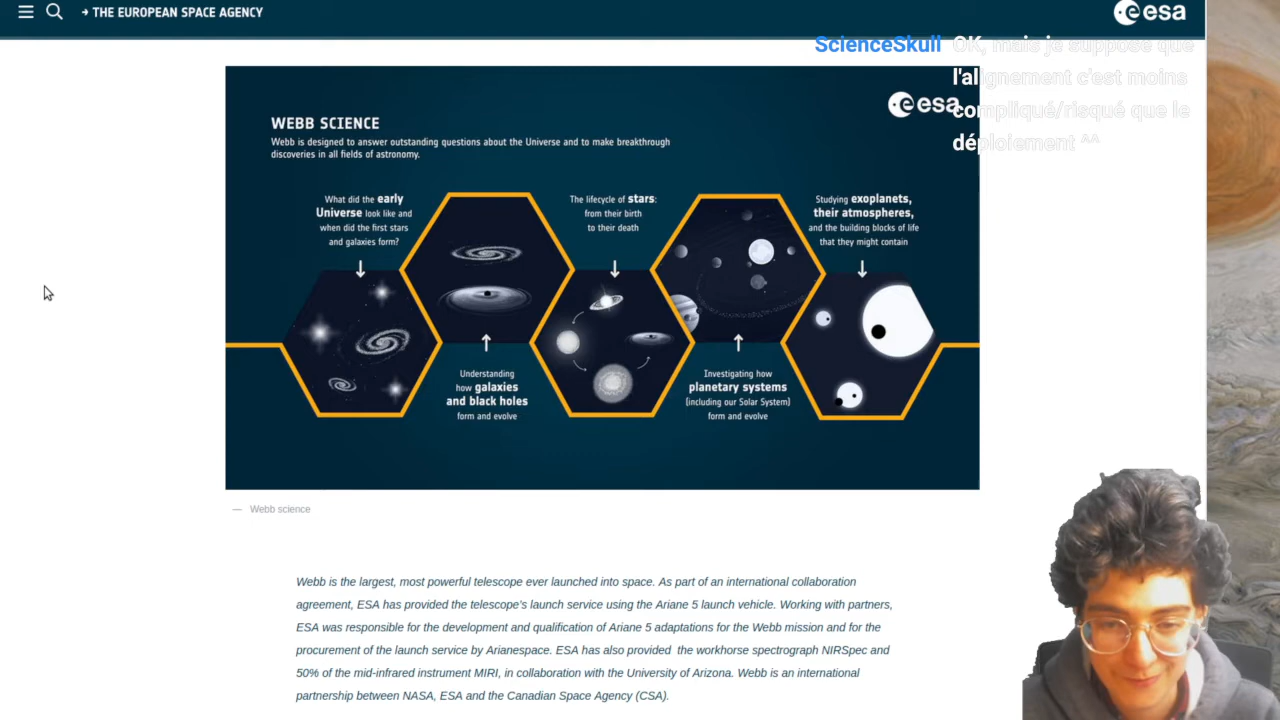 → THE EUROPEAN SPACE AGENCY
esa
ScienceSkull OK, mais je suppose que
l'alignement c'est moins
compliqué/risqué que le
déploiement ^^
esa
WEBB SCIENCE
Webb is designed to answer outstanding questions about the Universe and to make breakthrough
discoveries in all fields of astronomy.
What did the early
Universe look like and
when did the first stars
and galaxies form?
The lifecycle of stars:
from their birth
to their death
Studying exoplanets,
their atmospheres,
and the building blocks of life
that they might contain
Understanding
how galaxies
and black holes
form and evolve
Investigating how
planetary systems
(including our Solar System)
form and evolve
— Webb science
Webb is the largest, most powerful telescope ever launched into space. As part of an international collaboration
agreement, ESA has provided the telescope's launch service using the Ariane 5 launch vehicle. Working with partners,
ESA was responsible for the development and qualification of Ariane 5 adaptations for the Webb mission and for the
procurement of the launch service by Arianespace. ESA has also provided the workhorse spectrograph NIRSpec and
50% of the mid-infrared instrument MIRI, in collaboration with the University of Arizona. Webb is an international
partnership between NASA, ESA and the Canadian Space Agency (CSA).